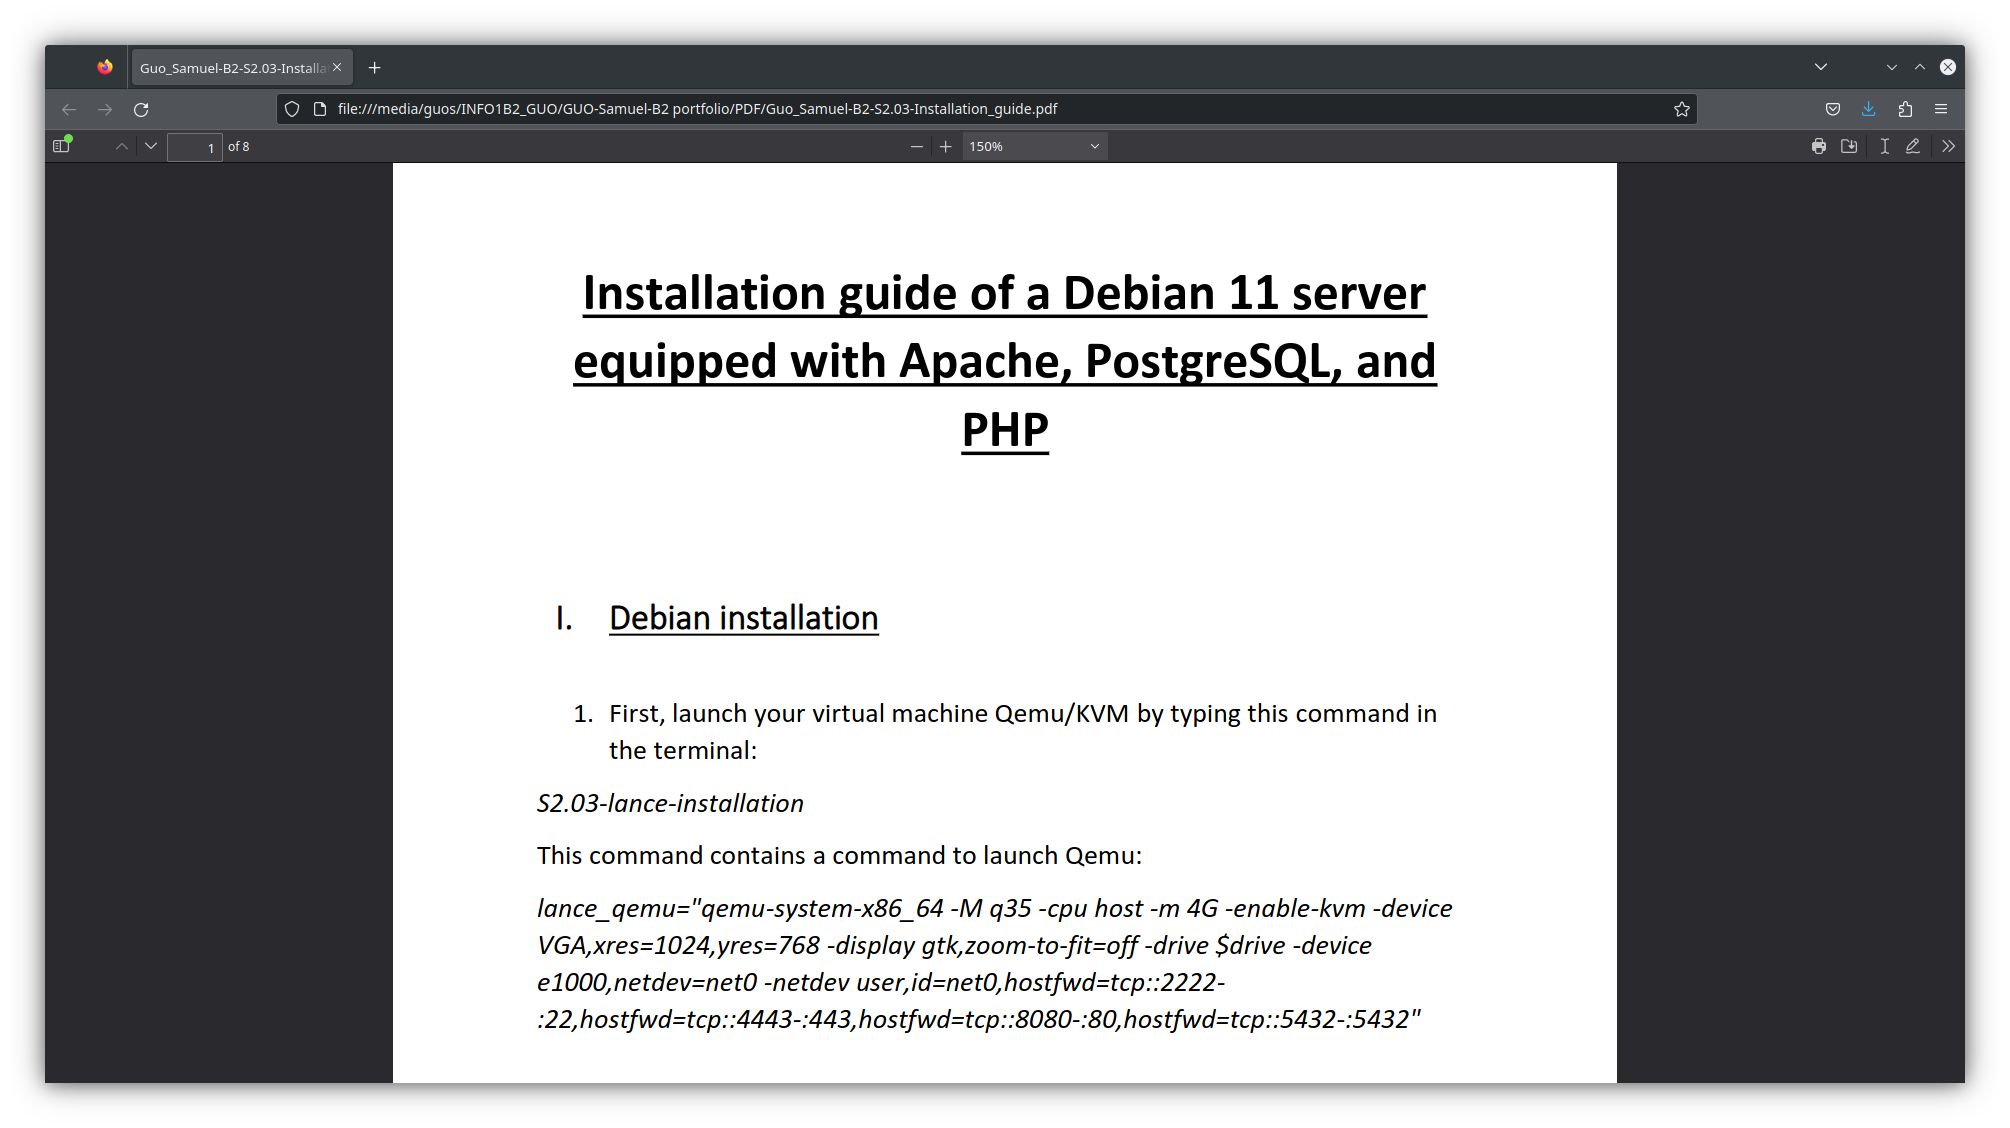 Guo_Samuel-B2-S2.03-Installa
file:///media/guos/INFO1B2_GUO/GUO-Samuel-B2 portfolio/PDF/Guo_Samuel-B2-S2.03-Installation_guide.pdf
1 of 8
150%
Installation guide of a Debian 11 server
equipped with Apache, PostgreSQL, and
PHP
I. Debian installation
1. First, launch your virtual machine Qemu/KVM by typing this command in
the terminal:
S2.03-lance-installation
This command contains a command to launch Qemu:
lance_qemu="qemu-system-x86_64 -M q35 -cpu host -m 4G -enable-kvm -device
VGA,xres=1024,yres=768 -display gtk,zoom-to-fit=off -drive $drive -device
e1000,netdev=net0 -netdev user,id=net0,hostfwd=tcp::2222-
:22,hostfwd=tcp::4443-:443,hostfwd=tcp::8080-:80,hostfwd=tcp::5432-:5432"